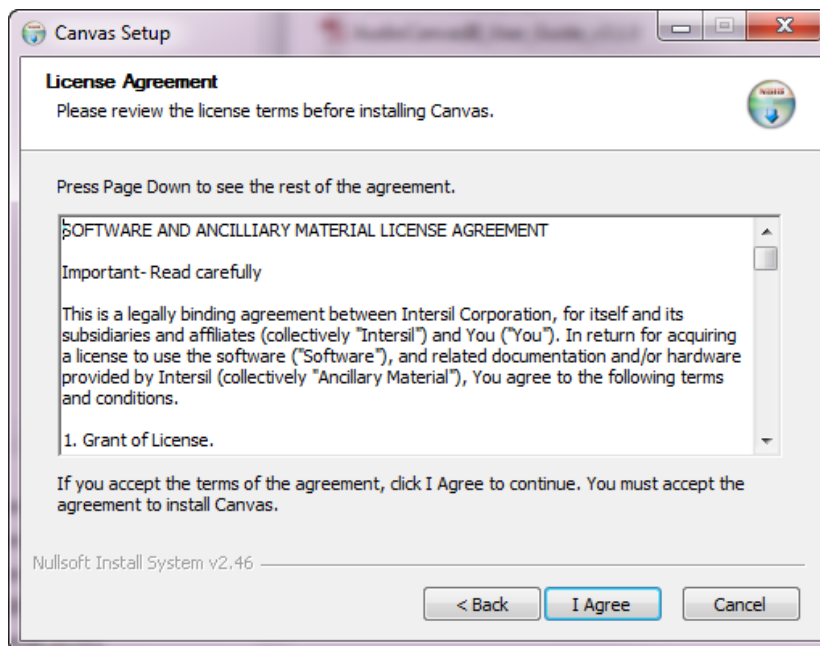 Canvas Setup
License Agreement
Please review the license terms before installing Canvas.
Press Page Down to see the rest of the agreement.
SOFTWARE AND ANCILLIARY MATERIAL LICENSE AGREEMENT
Important- Read carefully
This is a legally binding agreement between Intersil Corporation, for itself and its
subsidiaries and affiliates (collectively "Intersil") and You ("You"). In return for acquiring
a license to use the software ("Software"), and related documentation and/or hardware
provided by Intersil (collectively "Ancillary Material"), You agree to the following terms
and conditions.
1. Grant of License.
If you accept the terms of the agreement, click I Agree to continue. You must accept the
agreement to install Canvas.
Nullsoft Install System v2.46
< Back
I Agree
Cancel